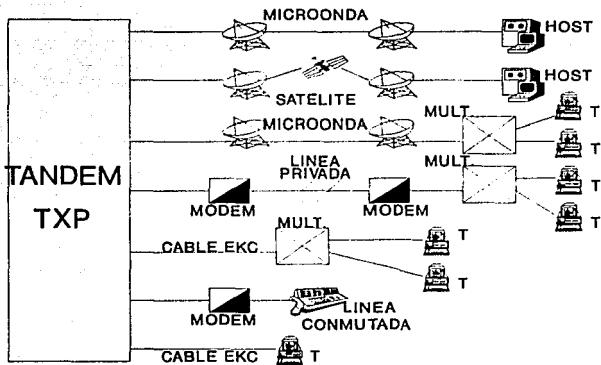 MICROONDA
HOST
SATELITE
HOST
MICROONDA
MULT.
T
T
TANDEM
TXP
LINEA
PRIVADA
MULT.
MODEM
MODEM
T
T
MULT.
CABLE EKC
T
T
MODEM
LINEA
CONMUTADA
CABLE EKC
T